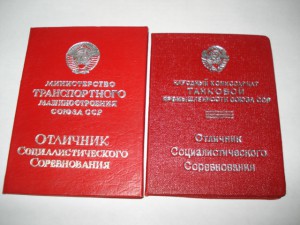 МИНИСТЕРСТВО
ТРАНСПОРТНОГО
МАШИНОСТРОЕНИЯ
СОЮЗА ССР
ОТЛИЧНИК
СОЦИАЛИСТИЧЕСКОГО
СОРЕВНОВАНИЯ
НАРОДНЫЙ КОМИССАРИАТ
ТАНКОВОЙ
ПРОМЫШЛЕННОСТИ СОЮЗА ССР
Отличник
Социалистического
Соревнования